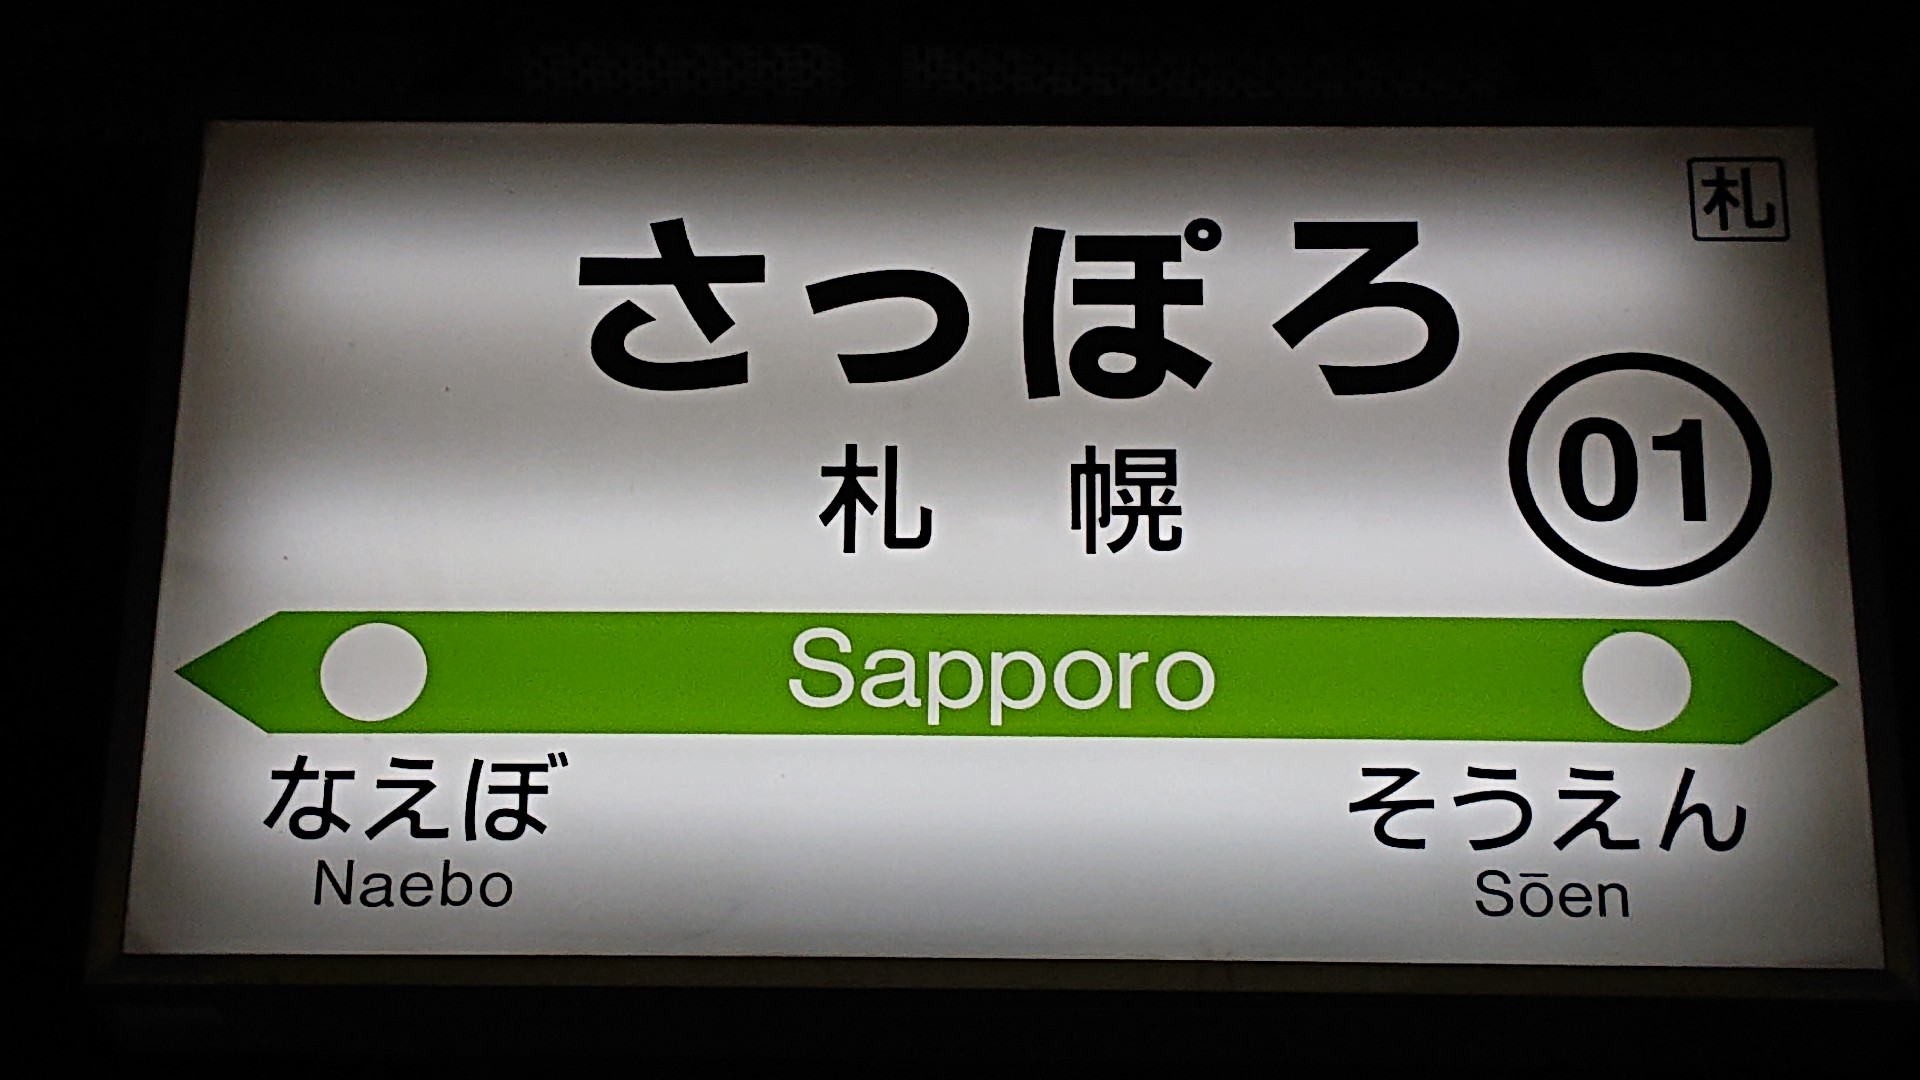 札
さっぽろ
札幌
01
Sapporo
なえぼ
Naebo
そうえん
Sōen